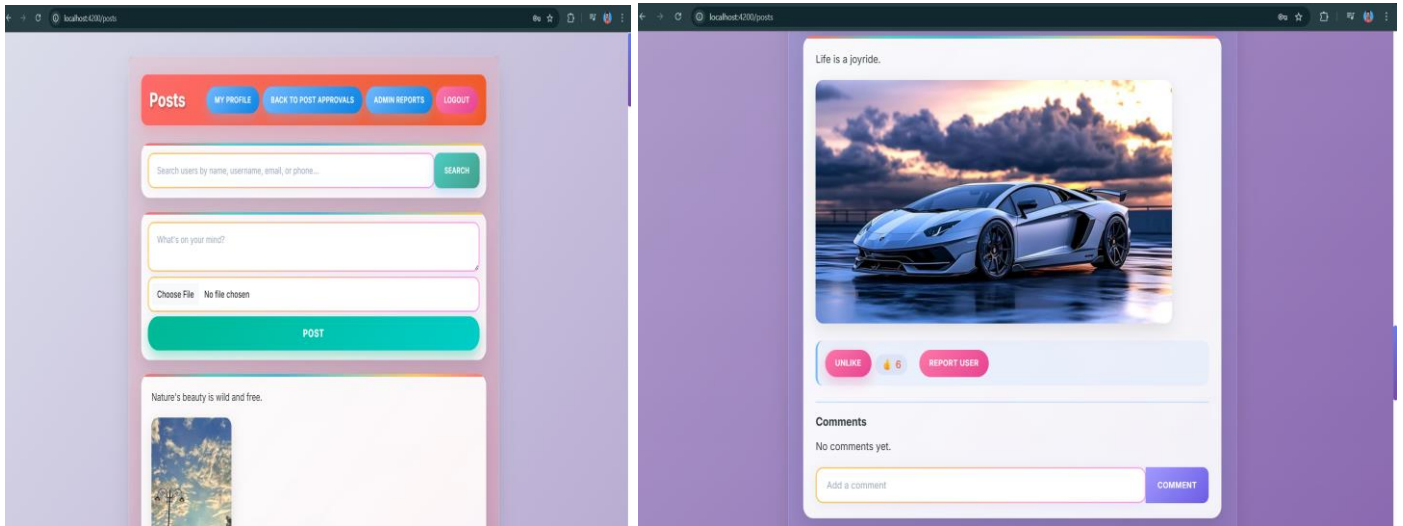 localhost:4200/posts
Posts
MY PROFILE
BACK TO POST APPROVALS
ADMIN REPORTS
LOGOUT
Search users by name, username, email, or phone...
SEARCH
What's on your mind?
Choose File No file chosen
POST
Nature's beauty is wild and free.
localhost:4200/posts
Life is a joyride.
UNLIKE
👍 6
REPORT USER
Comments
No comments yet.
Add a comment
COMMENT